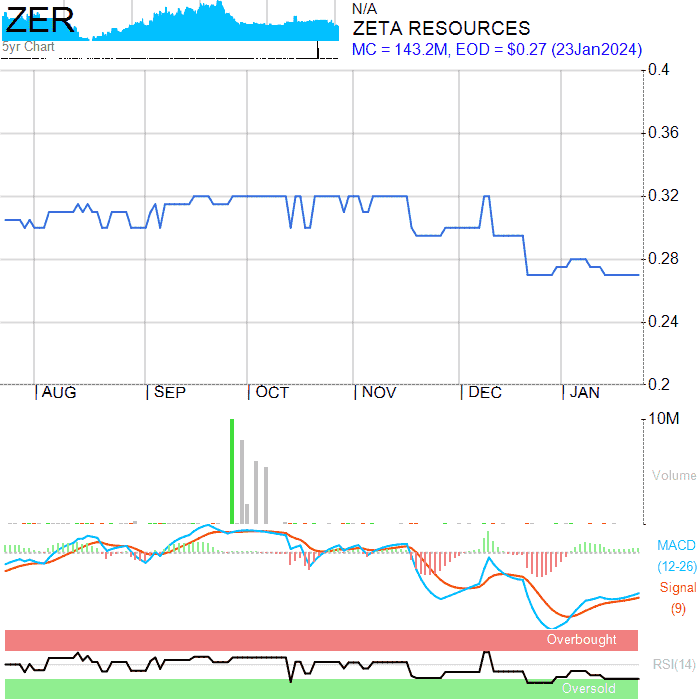 ZER
5yr Chart
N/A
ZETA RESOURCES
MC = 143.2M, EOD = $0.27 (23Jan2024)
0.4
0.36
0.32
0.28
0.24
0.2
AUG SEP OCT NOV DEC JAN
10M
Volume
MACD
(12-26)
Signal
(9)
Overbought
RSI(14)
Oversold